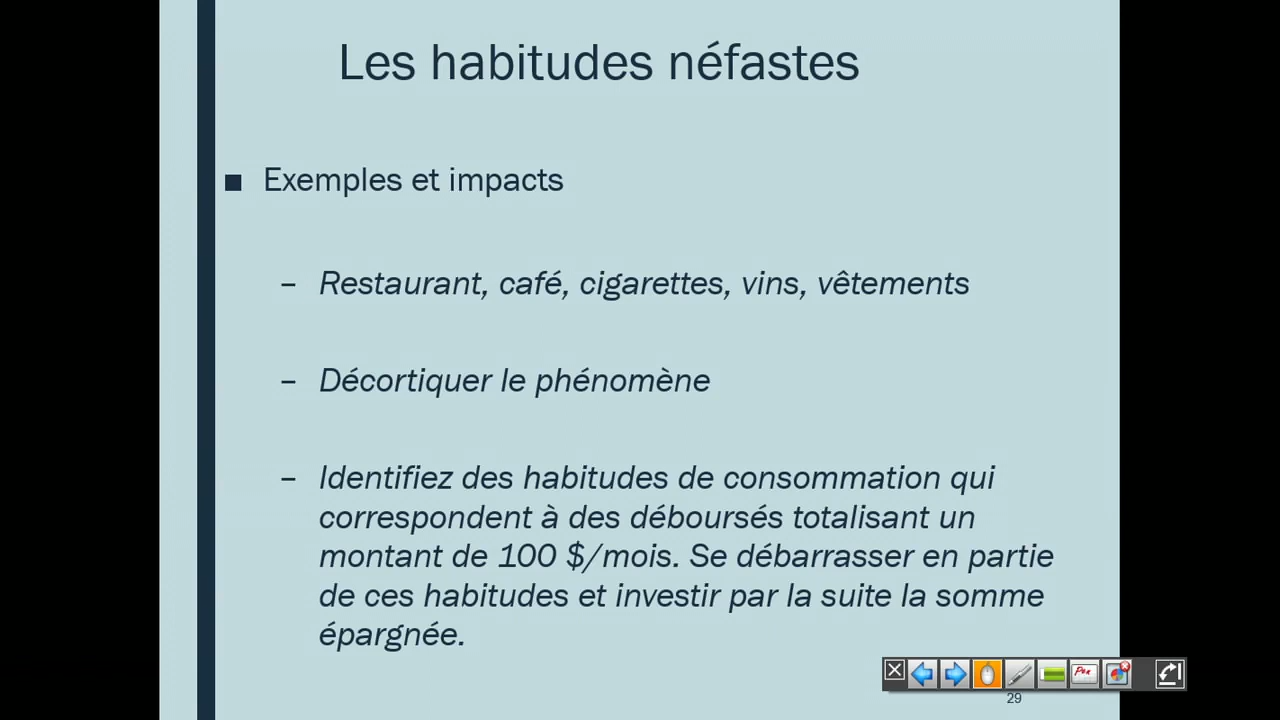 Les habitudes néfastes
■ Exemples et impacts
– Restaurant, café, cigarettes, vins, vêtements
– Décortiquer le phénomène
– Identifiez des habitudes de consommation qui
correspondent à des déboursés totalisant un
montant de 100 $/mois. Se débarrasser en partie
de ces habitudes et investir par la suite la somme
épargnée.
Pen
29